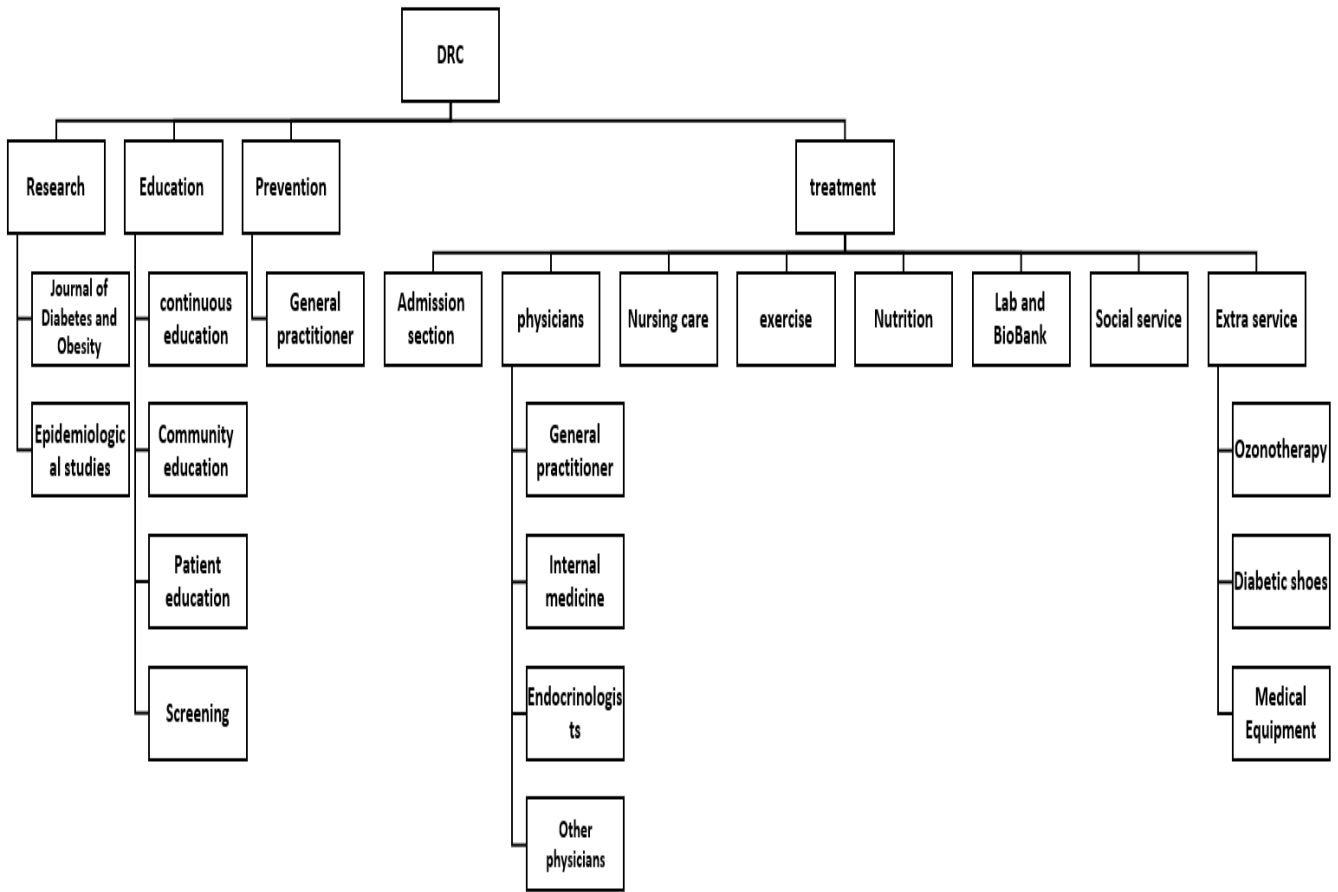 DRC
Research
Education
Prevention
treatment
Journal of
Diabetes and
Obesity
continuous
education
General
practitioner
Admission
section
physicians
Nursing care
exercise
Nutrition
Lab and
BioBank
Social service
Extra service
Epidemiologic
al studies
Community
education
General
practitioner
Ozonotherapy
Patient
education
Internal
medicine
Diabetic shoes
Screening
Endocrinologis
ts
Medical
Equipment
Other
physicians